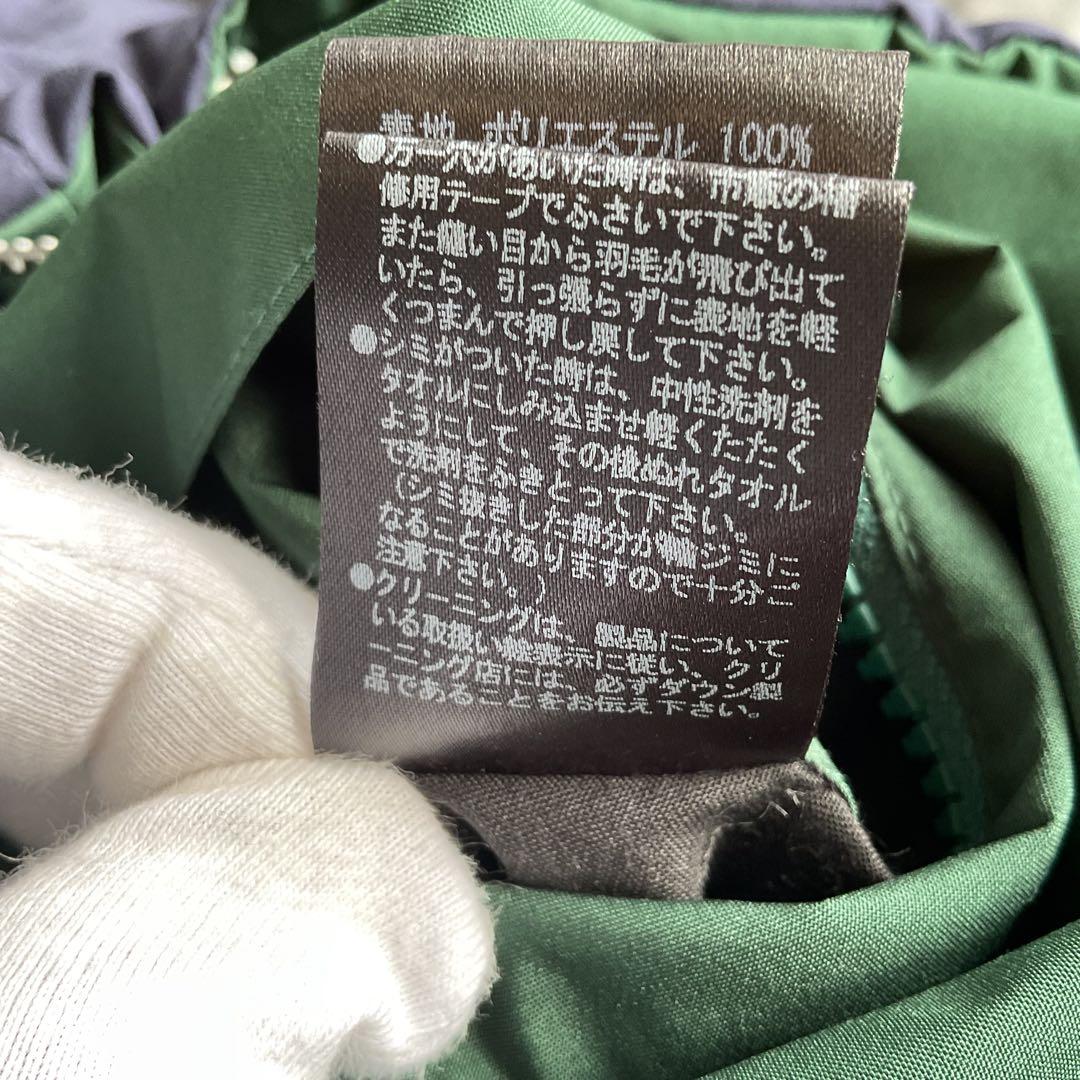 表地 ポリエステル 100%
●万一穴があいた時は、市販の補
修用テープでふさいで下さい。
また縫い目から羽毛が飛び出て
いたら、引っ張らずに表地を軽
くつまんで押し戻して下さい。
●シミがついた時は、中性洗剤を
タオルにしみ込ませ軽くたたく
ようにして、その後ぬれタオル
で洗剤をふきとって下さい。
(シミ抜きした部分が輪ジミに
なることがありますので十分ご
注意下さい。)
●クリーニングは、製品について
いる取扱い絵表示に従い、クリ
ーニング店には、必ずダウン製
品であることをお伝え下さい。